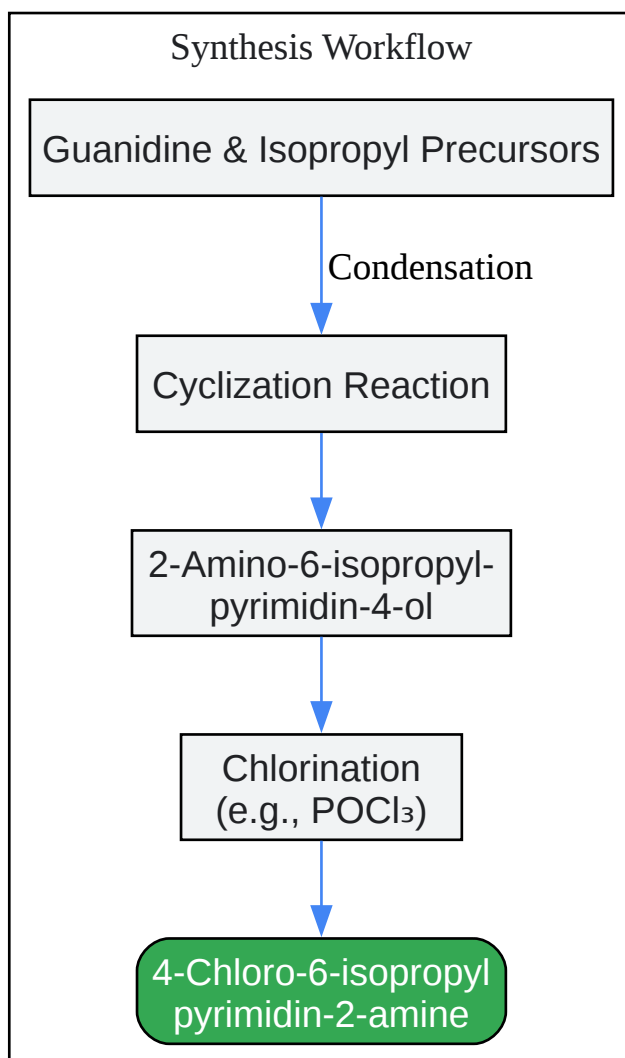 Synthesis Workflow
Guanidine & Isopropyl Precursors
Condensation
Cyclization Reaction
2-Amino-6-isopropyl-
pyrimidin-4-ol
Chlorination
(e.g., POCl₃)
4-Chloro-6-isopropyl
pyrimidin-2-amine